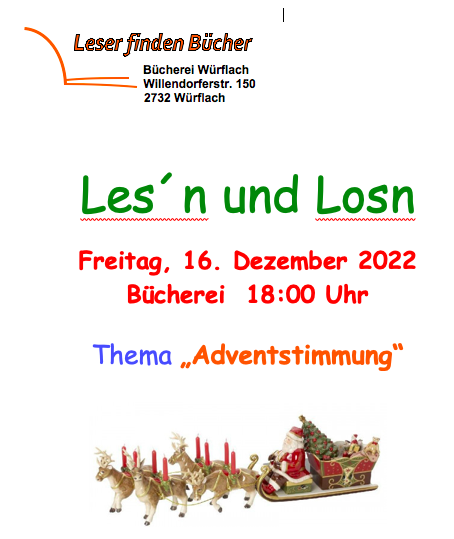 Leser finden Bücher
Bücherei Würflach
Willendorferstr. 150
2732 Würflach
Les´n und Losn
Freitag, 16. Dezember 2022
Bücherei 18:00 Uhr
Thema „Adventstimmung“